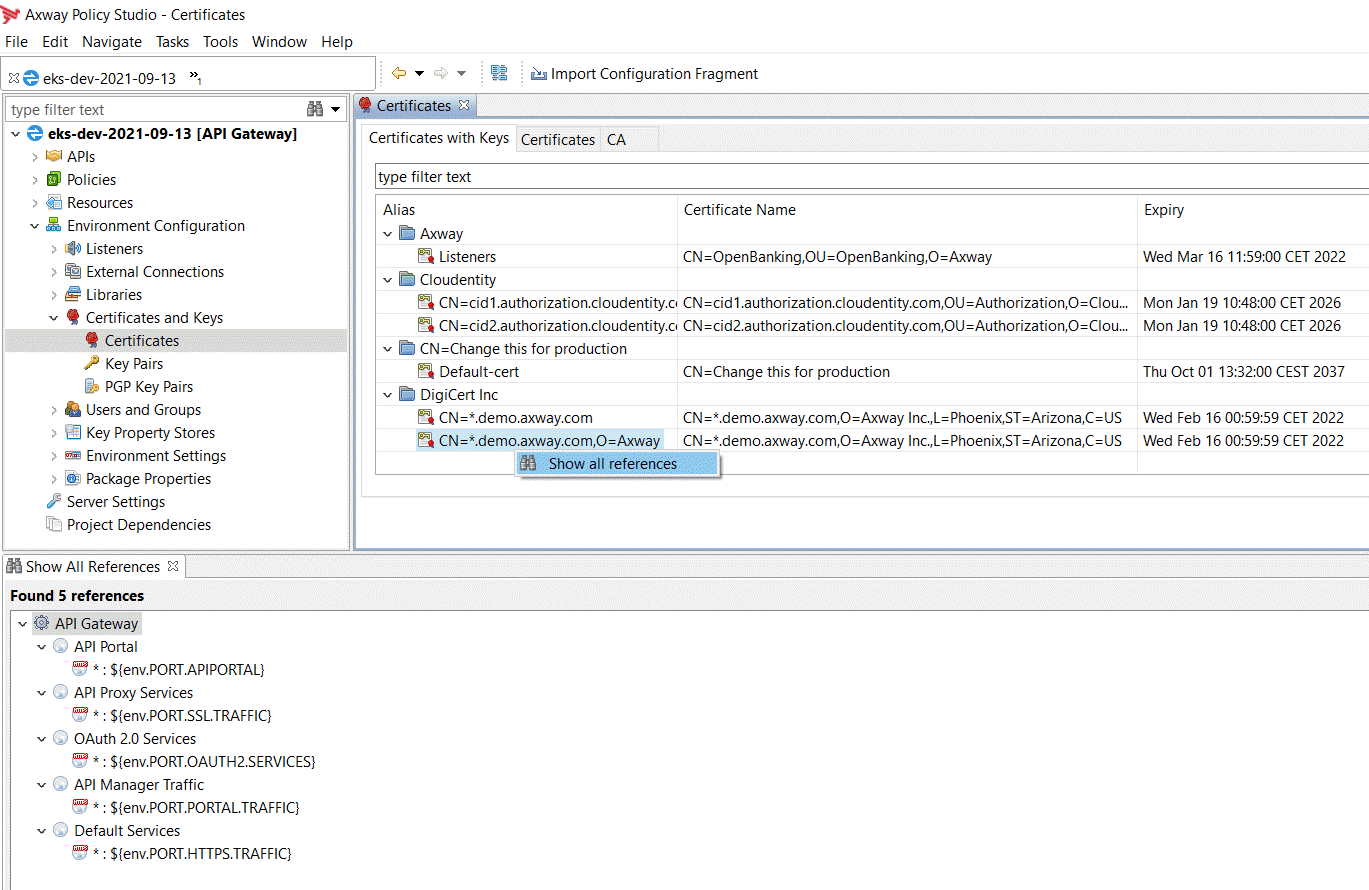 Axway Policy Studio - Certificates
File Edit Navigate Tasks Tools Window Help
eks-dev-2021-09-13 »1
Import Configuration Fragment
type filter text
eks-dev-2021-09-13 [API Gateway]
APIs
Policies
Resources
Environment Configuration
Listeners
External Connections
Libraries
Certificates and Keys
Certificates
Key Pairs
PGP Key Pairs
Users and Groups
Key Property Stores
Environment Settings
Package Properties
Server Settings
Project Dependencies
Certificates
Certificates with Keys Certificates CA
type filter text
Alias Certificate Name Expiry
Axway
Listeners CN=OpenBanking,OU=OpenBanking,O=Axway Wed Mar 16 11:59:00 CET 2022
Cloudentity
CN=cid1.authorization.cloudentity.cc CN=cid1.authorization.cloudentity.com,OU=Authorization,O=Clou... Mon Jan 19 10:48:00 CET 2026
CN=cid2.authorization.cloudentity.cc CN=cid2.authorization.cloudentity.com,OU=Authorization,O=Clou... Mon Jan 19 10:48:00 CET 2026
CN=Change this for production
Default-cert CN=Change this for production Thu Oct 01 13:32:00 CEST 2037
DigiCert Inc
CN=*.demo.axway.com CN=*.demo.axway.com,O=Axway Inc.,L=Phoenix,ST=Arizona,C=US Wed Feb 16 00:59:59 CET 2022
CN=*.demo.axway.com,O=Axway CN=*.demo.axway.com,O=Axway Inc.,L=Phoenix,ST=Arizona,C=US Wed Feb 16 00:59:59 CET 2022
Show all references
Show All References
Found 5 references
API Gateway
API Portal
* : ${env.PORT.APIPORTAL}
API Proxy Services
* : ${env.PORT.SSL.TRAFFIC}
OAuth 2.0 Services
* : ${env.PORT.OAUTH2.SERVICES}
API Manager Traffic
* : ${env.PORT.PORTAL.TRAFFIC}
Default Services
* : ${env.PORT.HTTPS.TRAFFIC}